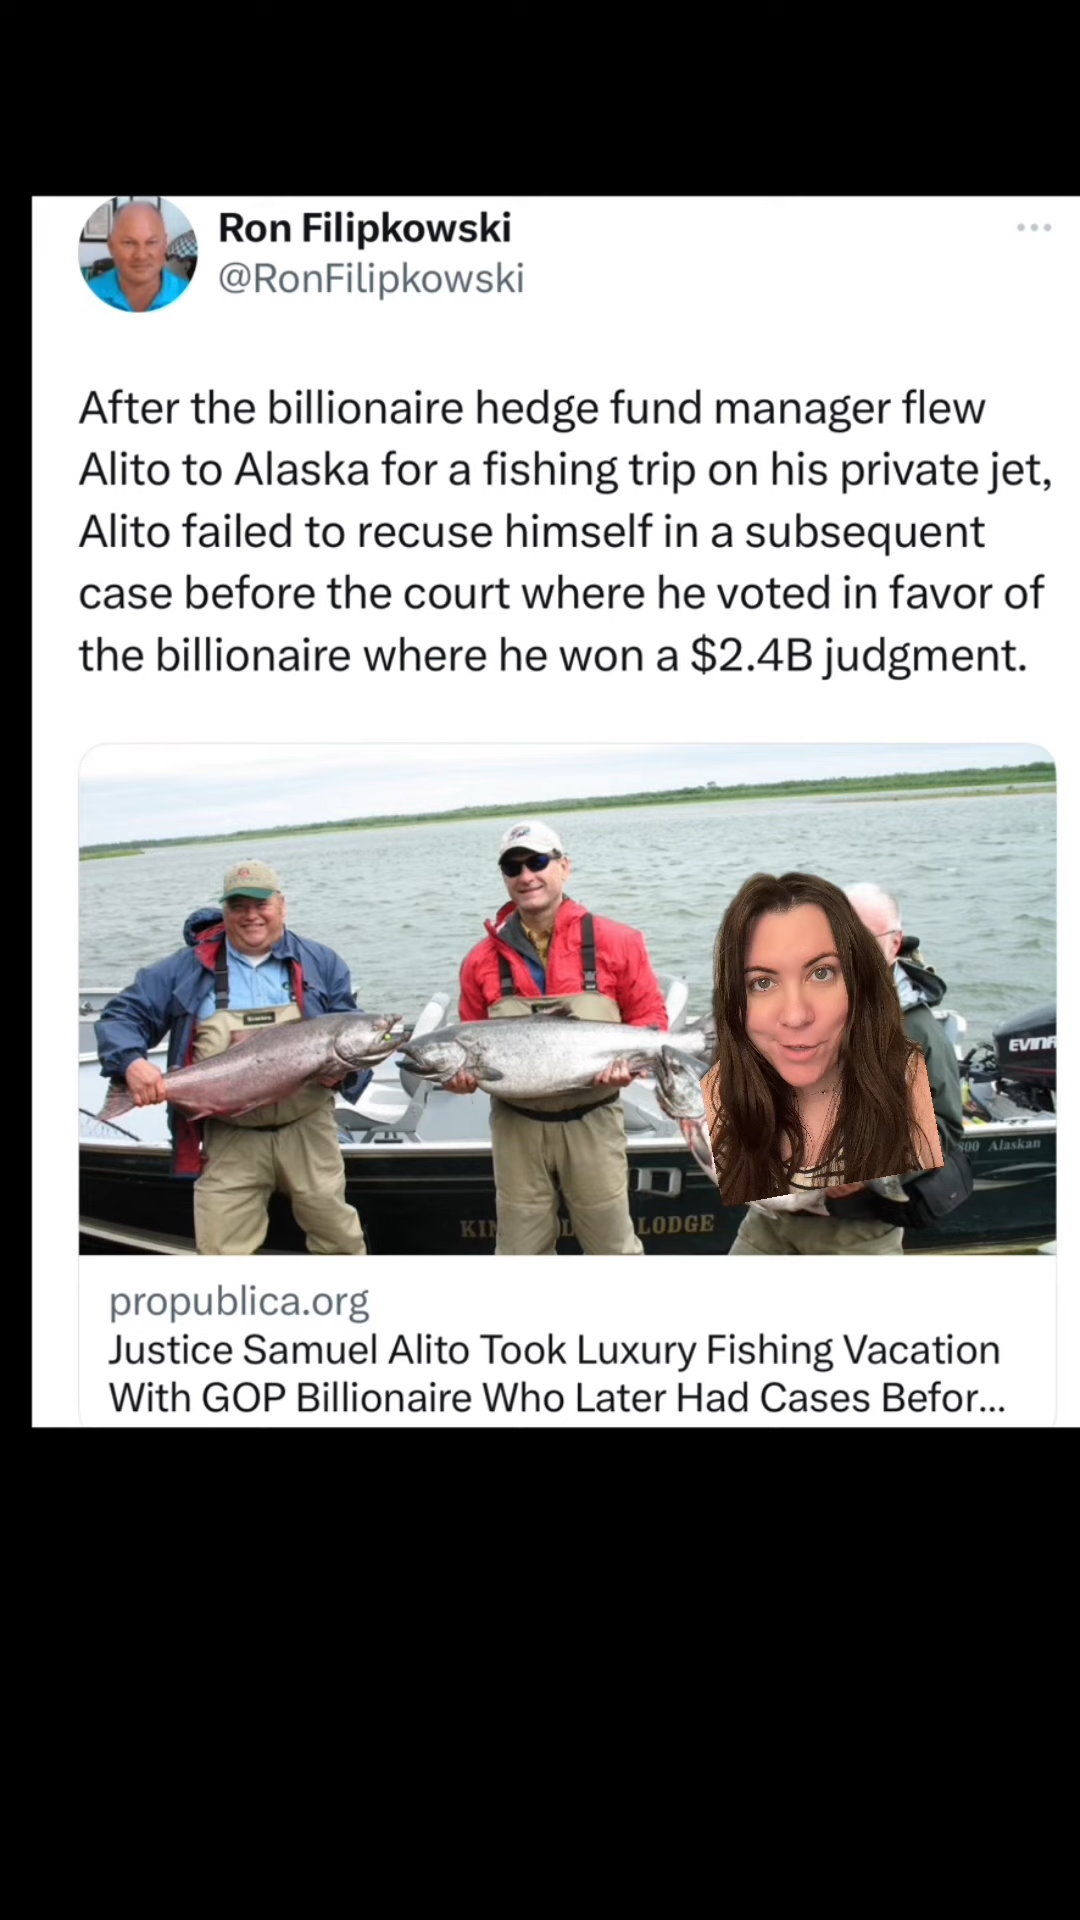 Ron Filipkowski
@RonFilipkowski
After the billionaire hedge fund manager flew
Alito to Alaska for a fishing trip on his private jet,
Alito failed to recuse himself in a subsequent
case before the court where he voted in favor of
the billionaire where he won a $2.4B judgment.
EVINR
800 Alaskan
LODGE
propublica.org
Justice Samuel Alito Took Luxury Fishing Vacation
With GOP Billionaire Who Later Had Cases Befor...